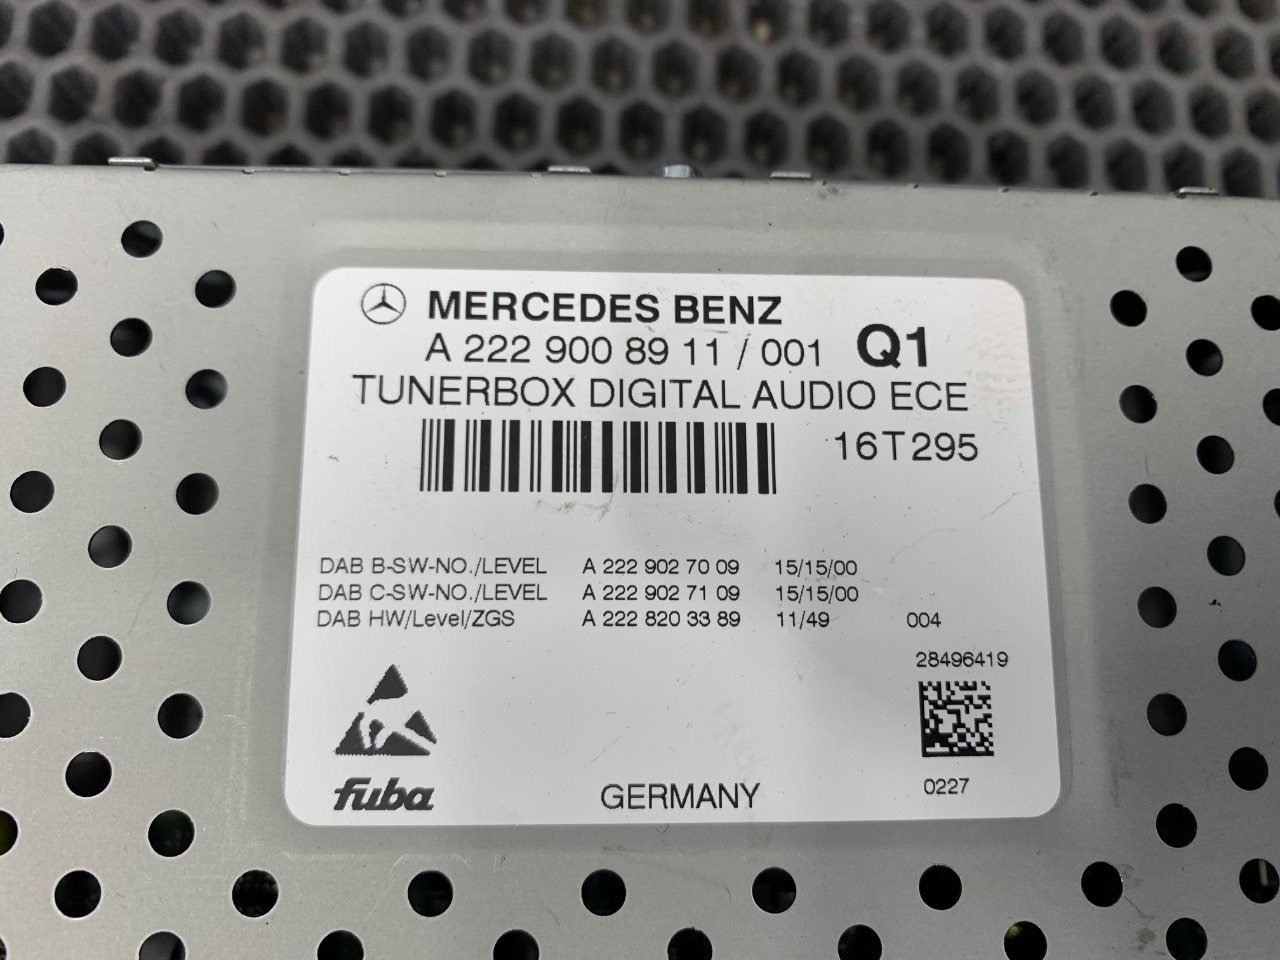 MERCEDES BENZ
A 222 900 89 11 / 001 Q1
TUNERBOX DIGITAL AUDIO ECE
16T295
DAB B-SW-NO./LEVEL A 222 902 70 09 15/15/00
DAB C-SW-NO./LEVEL A 222 902 71 09 15/15/00
DAB HW/Level/ZGS A 222 820 33 89 11/49 004
28496419
fuba GERMANY 0227